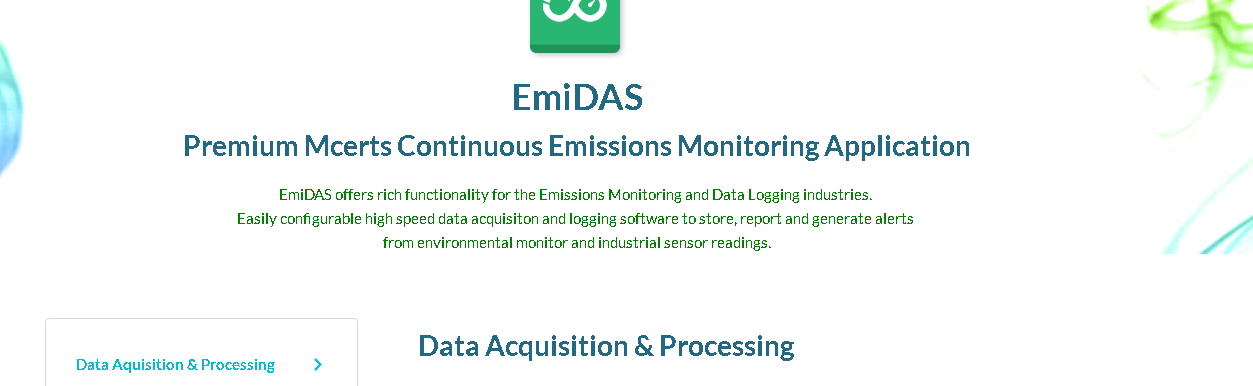 EmiDAS
Premium Mcerts Continuous Emissions Monitoring Application
EmiDAS offers rich functionality for the Emissions Monitoring and Data Logging industries.
Easily configurable high speed data acquisiton and logging software to store, report and generate alerts
from environmental monitor and industrial sensor readings.
Data Aquisition & Processing
Data Acquisition & Processing